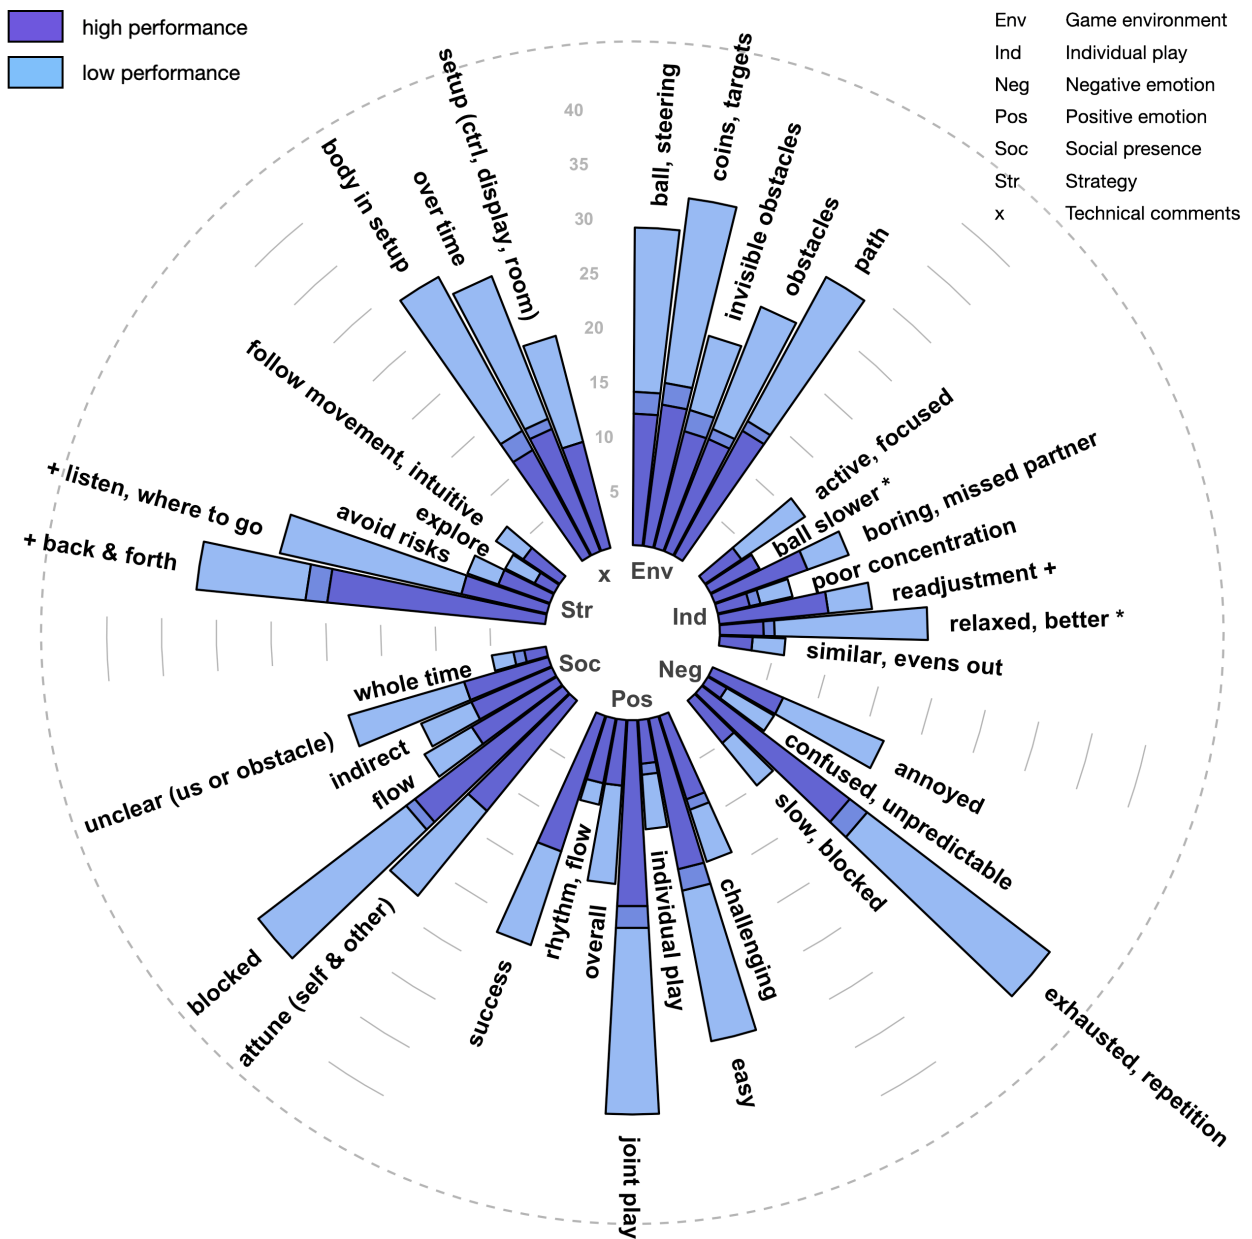 high performance
low performance
Env Game environment
Ind Individual play
Neg Negative emotion
Pos Positive emotion
Soc Social presence
Str Strategy
x Technical comments
40
35
30
25
20
15
10
5
ball, steering
coins, targets
invisible obstacles
obstacles
path
active, focused
ball slower *
boring, missed partner
poor concentration
readjustment +
relaxed, better *
similar, evens out
annoyed
confused, unpredictable
exhausted, repetition
slow, blocked
challenging
easy
individual play
joint play
overall
rhythm, flow
success
attune (self & other)
blocked
flow
indirect
unclear (us or obstacle)
whole time
+ back & forth
+ listen, where to go
avoid risks
explore
follow movement, intuitive
body in setup
over time
setup (ctrl, display, room)
x
Env
Ind
Neg
Pos
Soc
Str